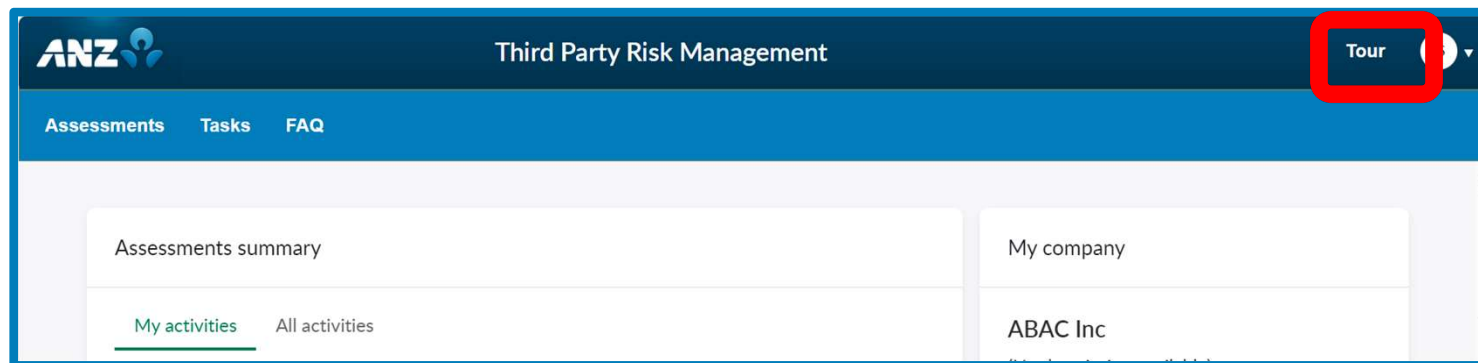 ANZ Third Party Risk Management Tour
Assessments Tasks FAQ
Assessments summary
My company
My activities All activities
ABAC Inc